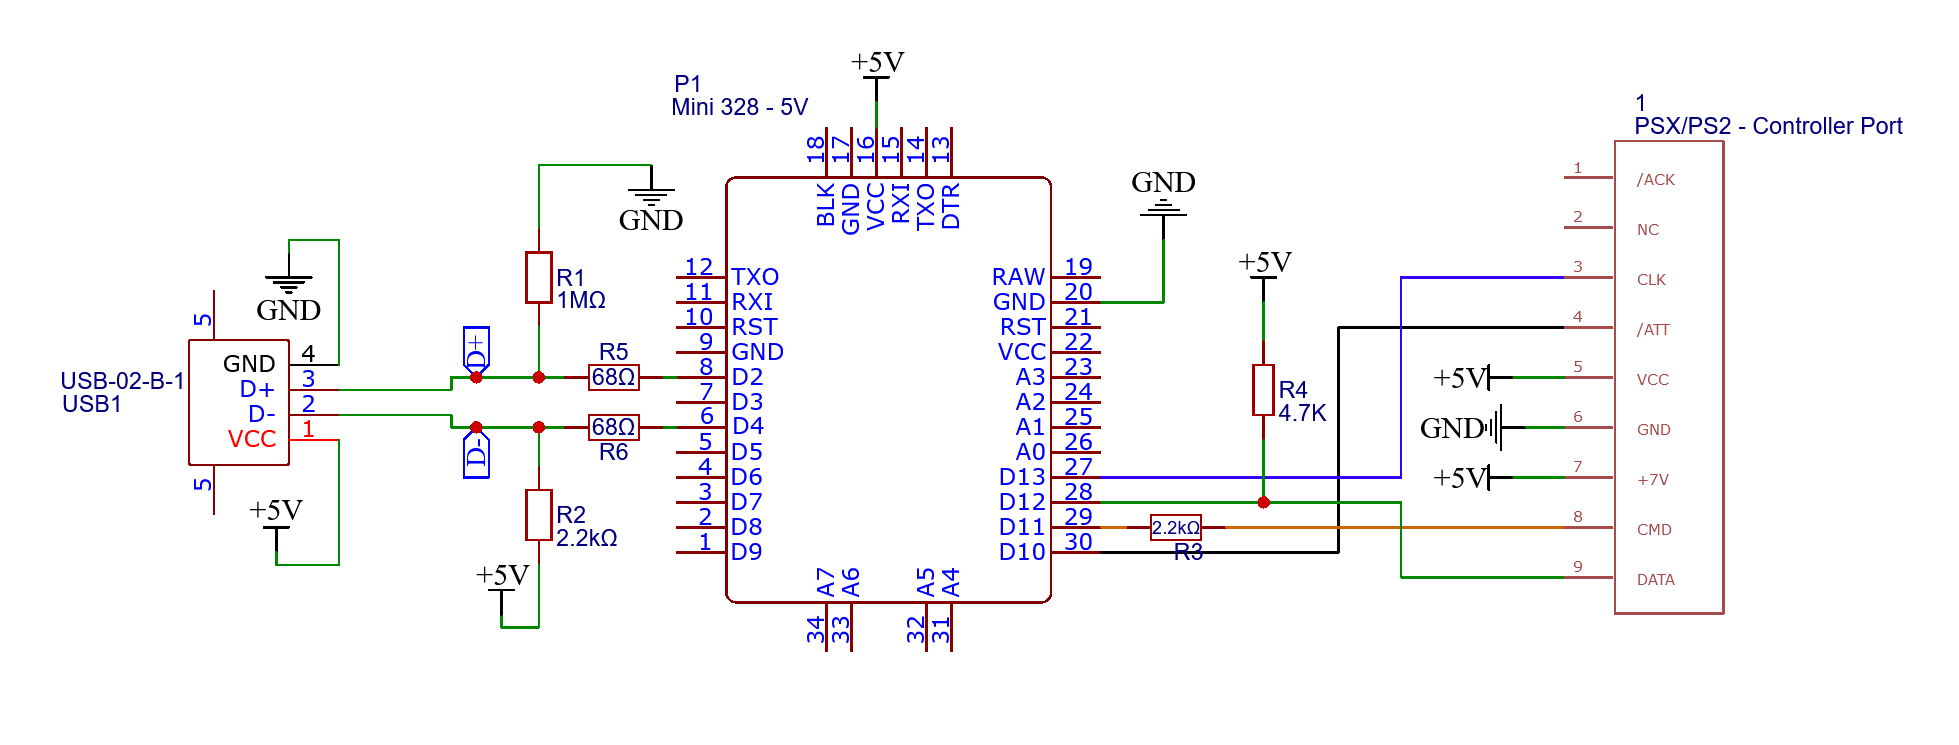 +5V
P1
Mini 328 - 5V
1
PSX/PS2 - Controller Port
18
17
16
15
14
13
BLK
GND
VCC
RXI
TXO
DTR
GND
GND
R1
1MΩ
GND
5
USB-02-B-1
USB1
GND 4
D+ 3
D- 2
VCC 1
5
+5V
D+
D-
R5
68Ω
68Ω
R6
R2
2.2kΩ
+5V
12 TXO
11 RXI
10 RST
9 GND
8 D2
7 D3
6 D4
5 D5
4 D6
3 D7
2 D8
1 D9
RAW 19
GND 20
RST 21
VCC 22
A3 23
A2 24
A1 25
A0 26
D13 27
D12 28
D11 29
D10 30
A7
A6
A5
A4
34
33
32
31
+5V
R4
4.7K
2.2kΩ
R3
+5V
GND
+5V
1 /ACK
2 NC
3 CLK
4 /ATT
5 VCC
6 GND
7 +7V
8 CMD
9 DATA